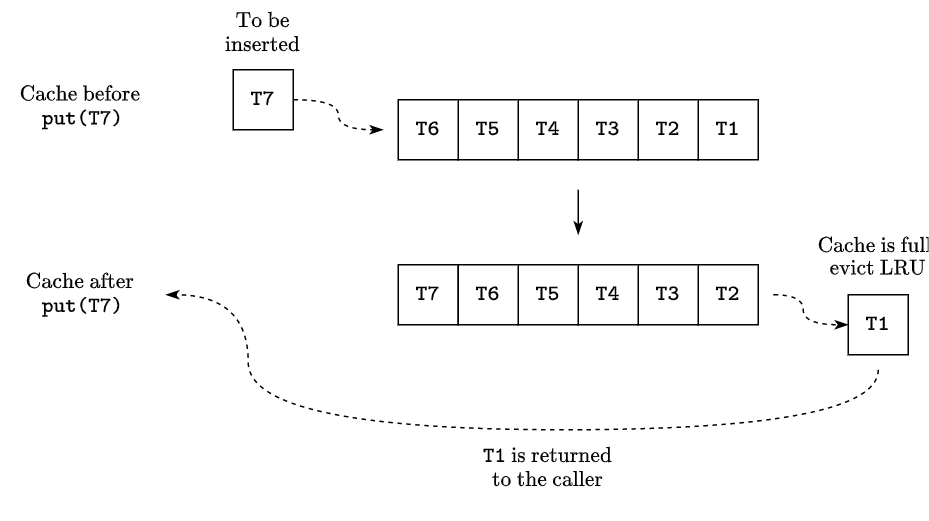 To be
inserted
Cache before
put(T7)
T7
T6 T5 T4 T3 T2 T1
Cache is full
evict LRU
Cache after
put(T7)
T7 T6 T5 T4 T3 T2
T1
T1 is returned
to the caller